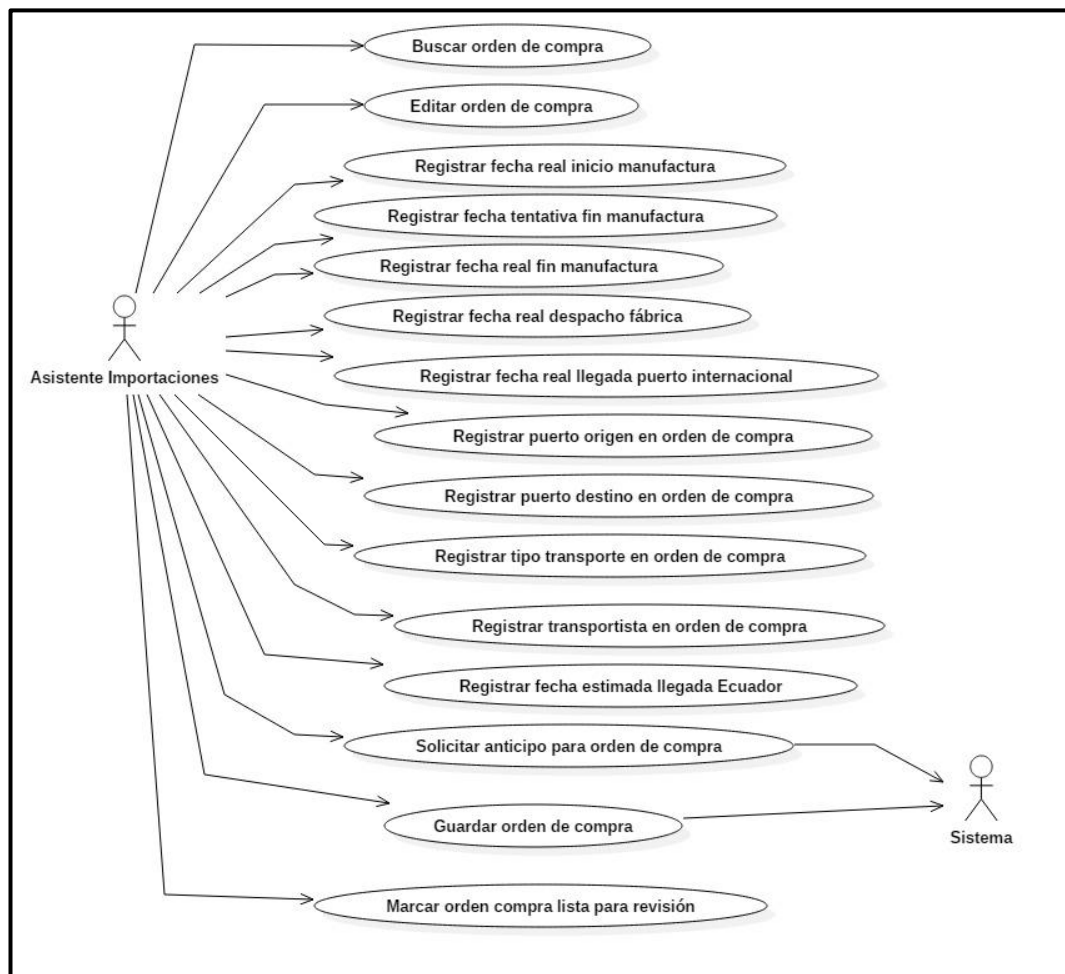 Buscar orden de compra
Editar orden de compra
Registrar fecha real inicio manufactura
Registrar fecha tentativa fin manufactura
Registrar fecha real fin manufactura
Registrar fecha real despacho fábrica
Asistente Importaciones
Registrar fecha real llegada puerto internacional
Registrar puerto origen en orden de compra
Registrar puerto destino en orden de compra
Registrar tipo transporte en orden de compra
Registrar transportista en orden de compra
Registrar fecha estimada llegada Ecuador
Solicitar anticipo para orden de compra
Guardar orden de compra
Sistema
Marcar orden compra lista para revisión